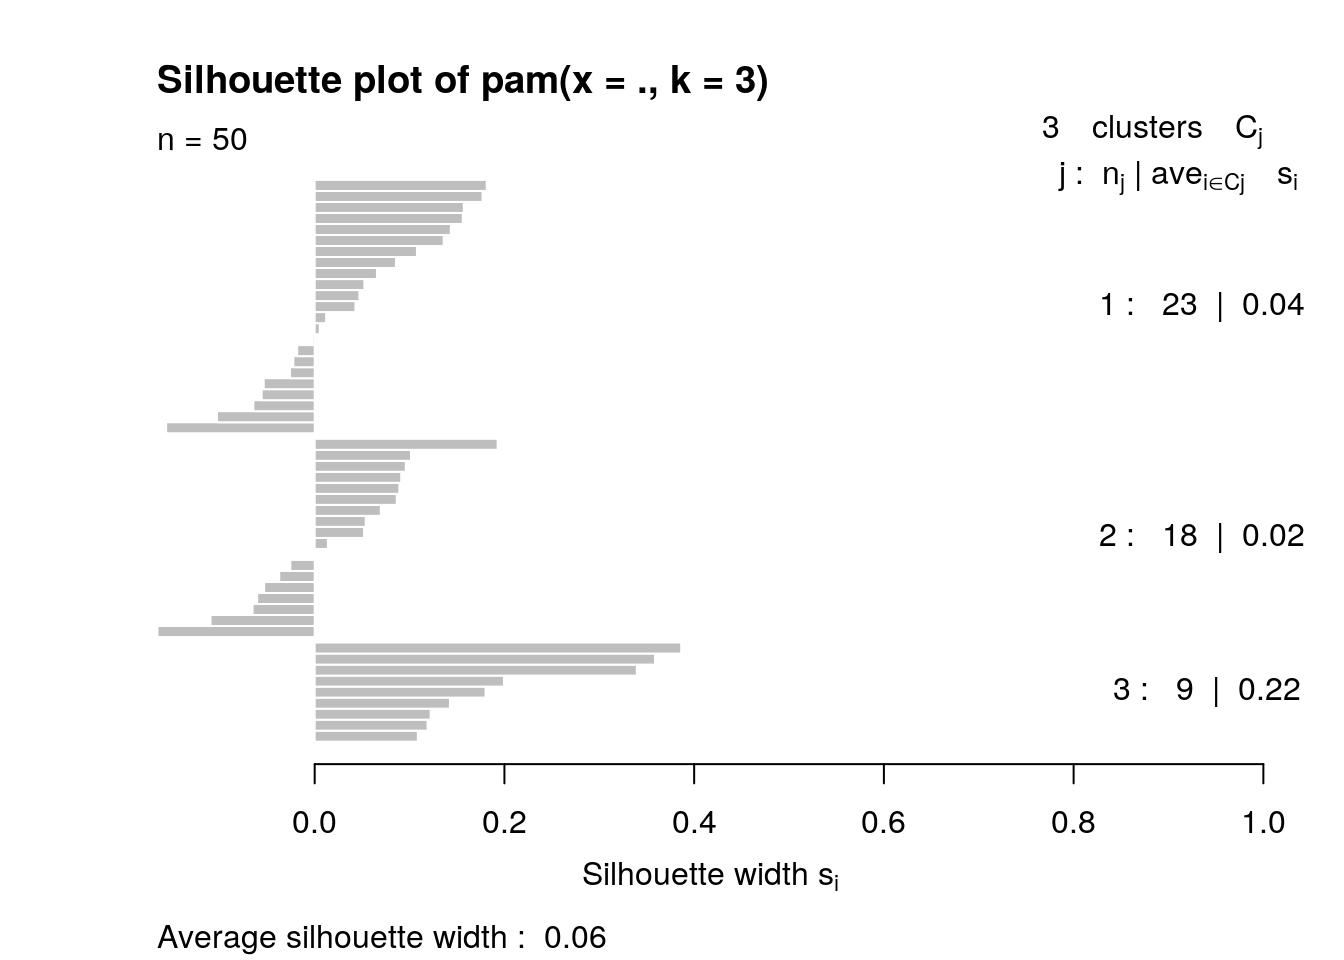 Silhouette plot of pam(x = ., k = 3)
n = 50
3 clusters Cj
j : nj | avei∈Cj si
1 : 23 | 0.04
2 : 18 | 0.02
3 : 9 | 0.22
0.0 0.2 0.4 0.6 0.8 1.0
Silhouette width si
Average silhouette width : 0.06